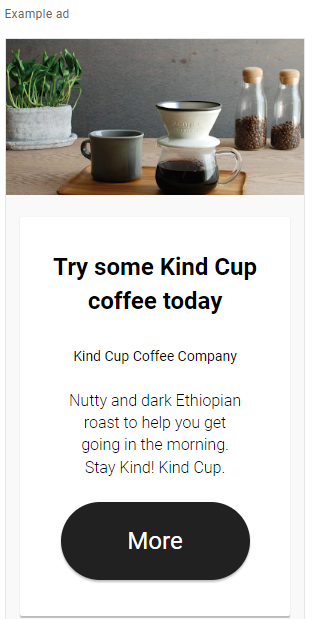 Example ad
Try some Kind Cup
coffee today
Kind Cup Coffee Company
Nutty and dark Ethiopian
roast to help you get
going in the morning.
Stay Kind! Kind Cup.
More